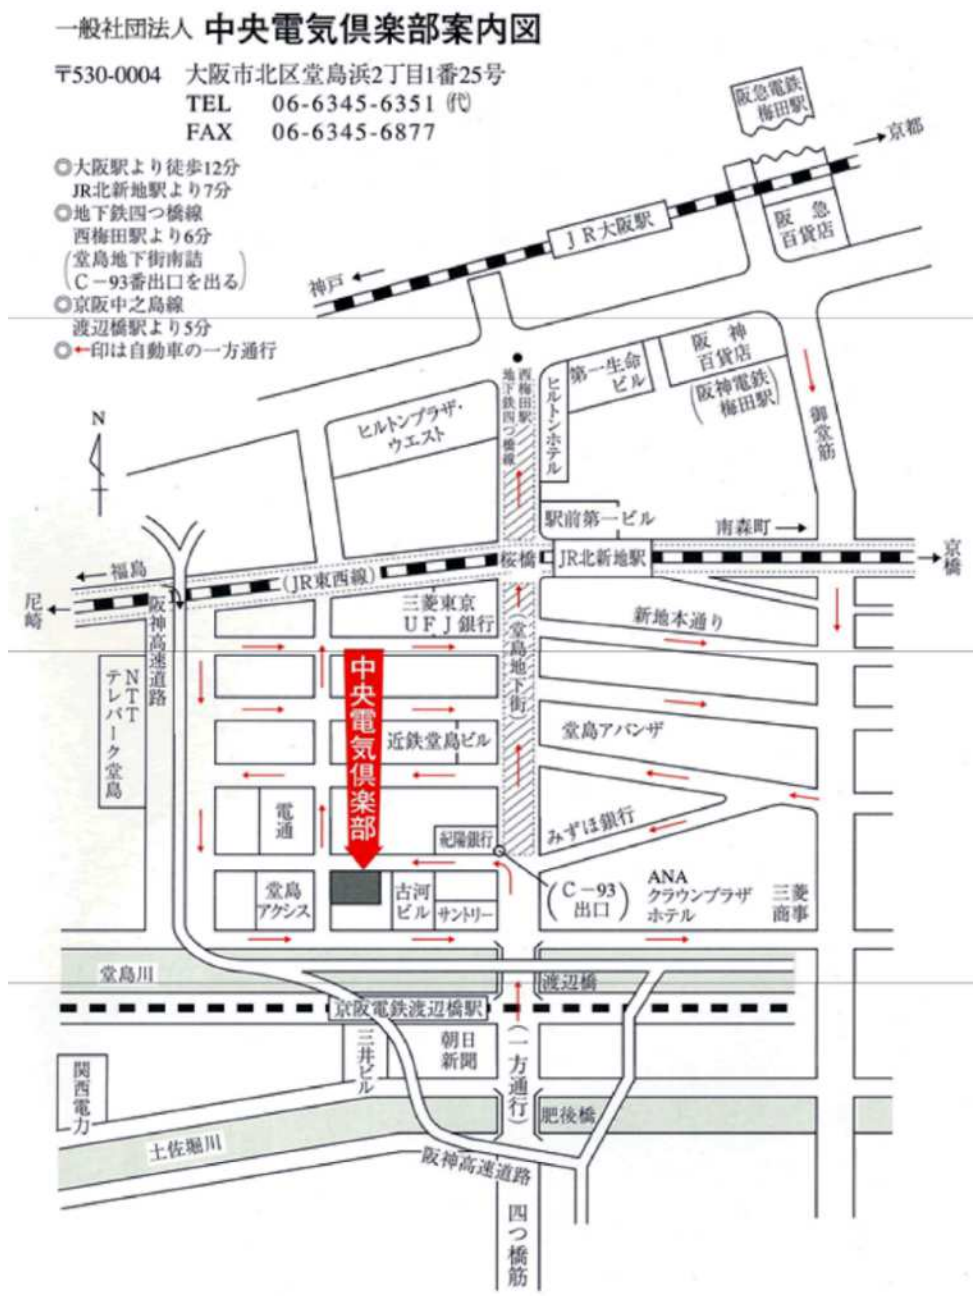 一般社団法人 中央電気倶楽部案内図
〒530-0004 大阪市北区堂島浜2丁目1番25号
TEL 06-6345-6351 ㈹
FAX 06-6345-6877
◎大阪駅より徒歩12分
JR北新地駅より7分
◎地下鉄四つ橋線
西梅田駅より6分
(堂島地下街南詰
C-93番出口を出る)
◎京阪中之島線
渡辺橋駅より5分
◎←印は自動車の一方通行
阪急電鉄
梅田駅
→京都
JR大阪駅
阪急
百貨店
神戸←
阪神
百貨店
(阪神電鉄
梅田駅)
第一生命
ビル
西梅田駅
地下鉄四つ橋線
ヒルトンホテル
ヒルトンプラザ・
ウエスト
御堂筋
N
駅前第一ビル
南森町→
←福島
(JR東西線)
桜橋
JR北新地駅
→京橋
尼崎←
阪神高速道路
三菱東京
UFJ銀行
(堂島地下街)
新地本通り
NTT
テレパーク堂島
中央電気倶楽部
近鉄堂島ビル
堂島アバンザ
電通
紀陽銀行
みずほ銀行
堂島
アクシス
古河
ビル
サントリー
(C-93
出口)
ANA
クラウンプラザ
ホテル
三菱
商事
堂島川
渡辺橋
京阪電鉄渡辺橋駅
三井ビル
朝日
新聞
(一方通行)
関西電力
肥後橋
土佐堀川
阪神高速道路
四つ橋筋